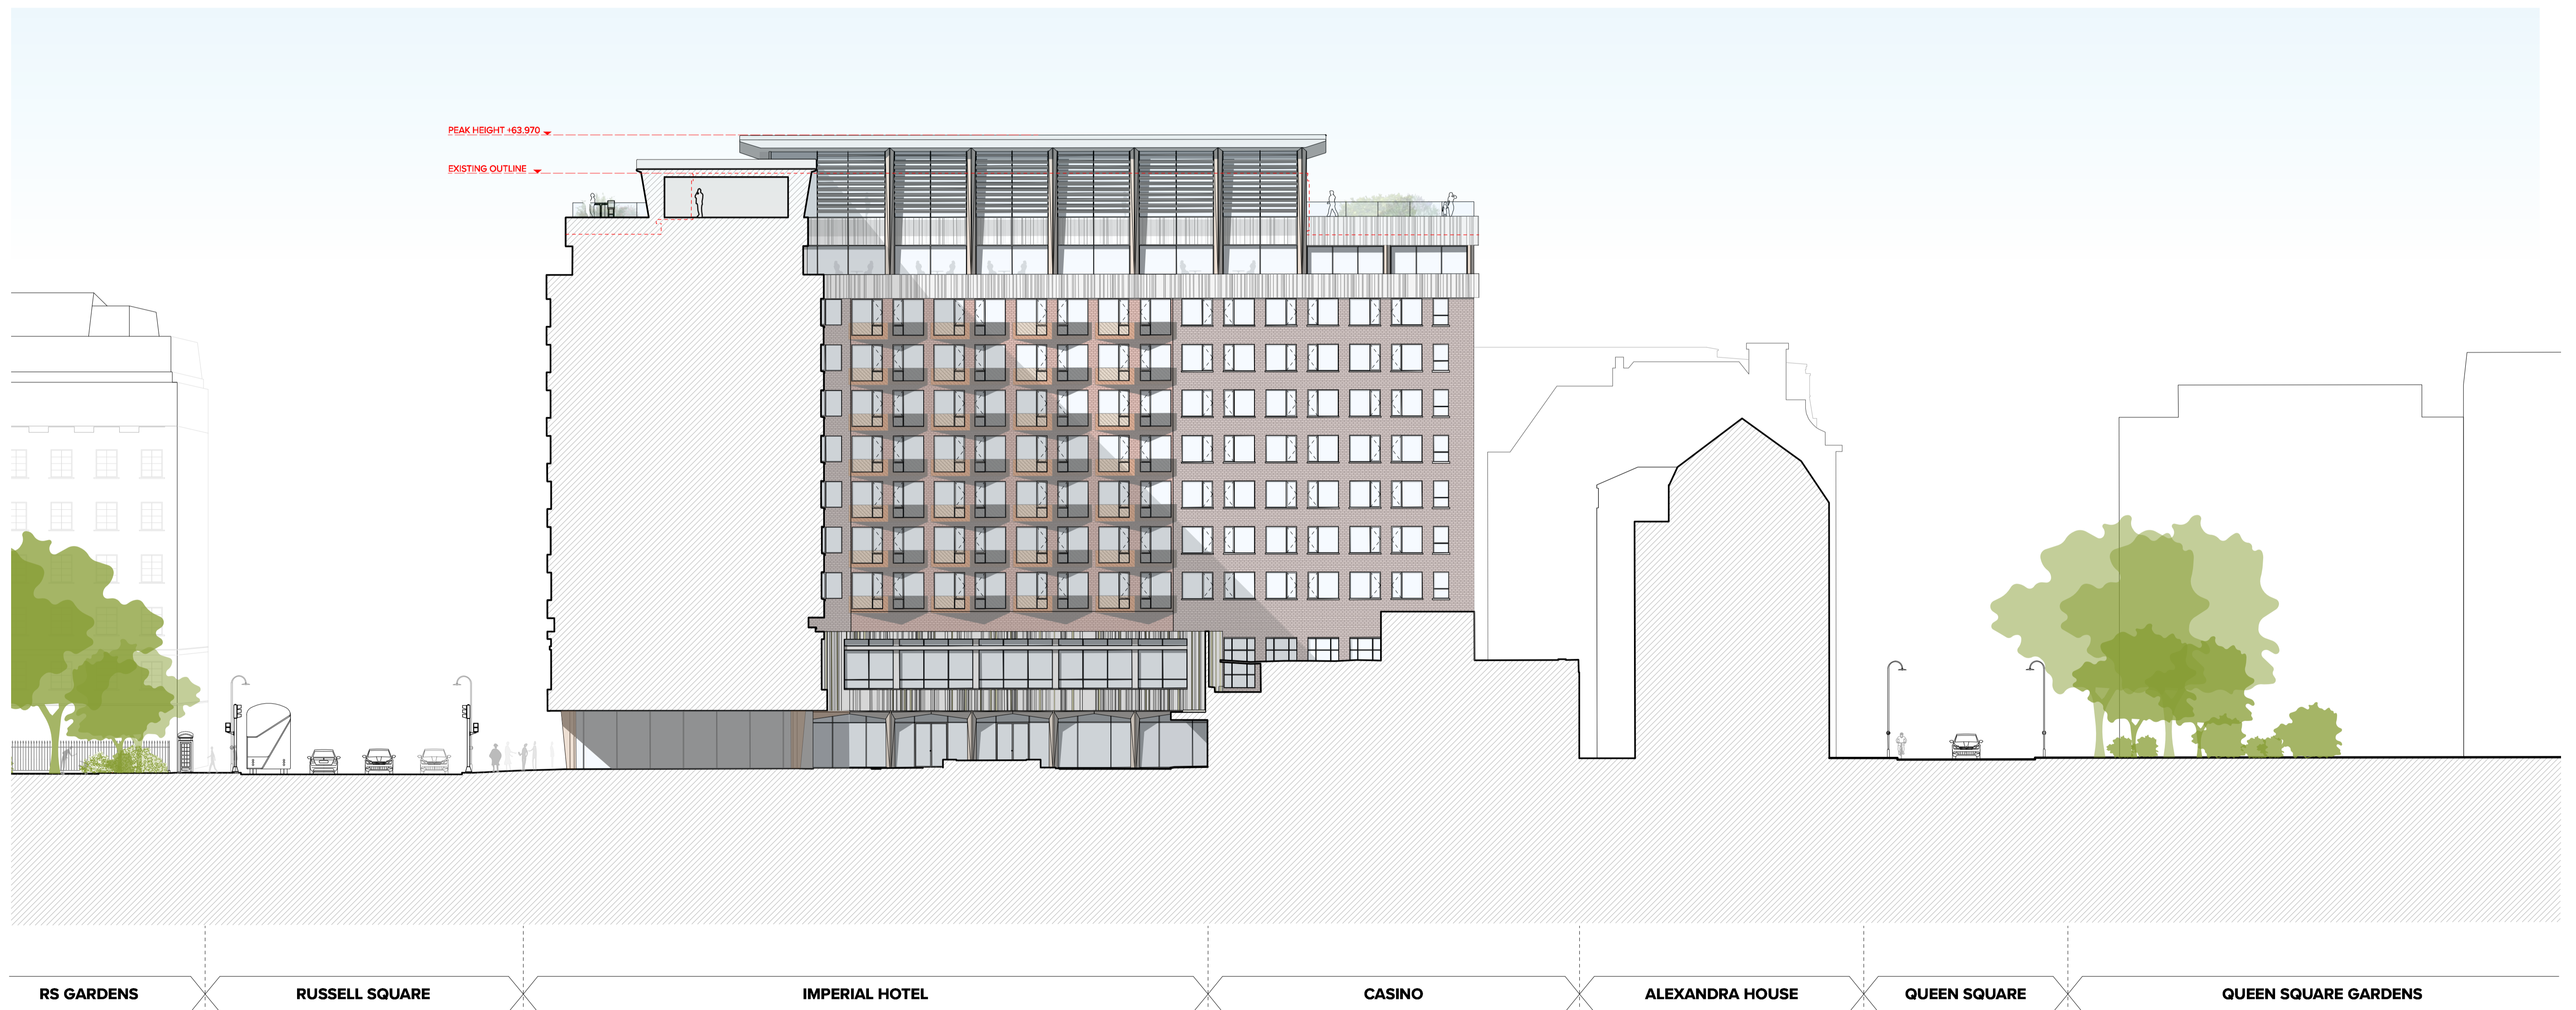 PEAK HEIGHT +63.970
EXISTING OUTLINE
RS GARDENS
RUSSELL SQUARE
IMPERIAL HOTEL
CASINO
ALEXANDRA HOUSE
QUEEN SQUARE
QUEEN SQUARE GARDENS